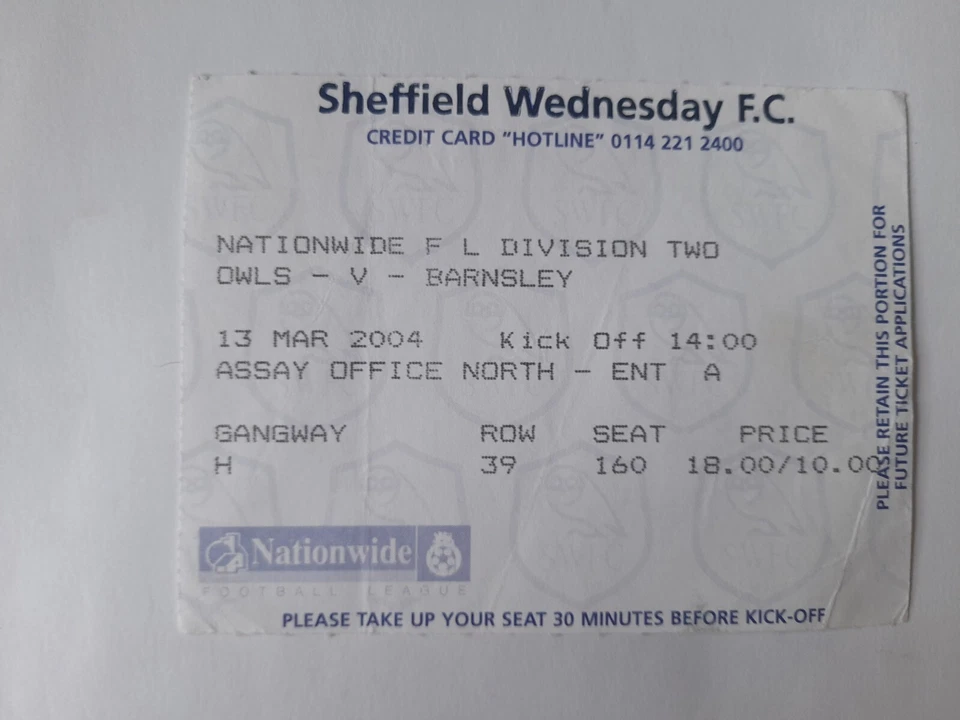 Sheffield Wednesday F.C.
CREDIT CARD "HOTLINE" 0114 221 2400
NATIONWIDE F L DIVISION TWO
OWLS - V - BARNSLEY
13 MAR 2004 Kick Off 14:00
ASSAY OFFICE NORTH - ENT A
GANGWAY ROW SEAT PRICE
H 39 160 18.00/10.00
PLEASE RETAIN THIS PORTION FOR
FUTURE TICKET APPLICATIONS
Nationwide
FOOTBALL LEAGUE
PLEASE TAKE UP YOUR SEAT 30 MINUTES BEFORE KICK-OFF